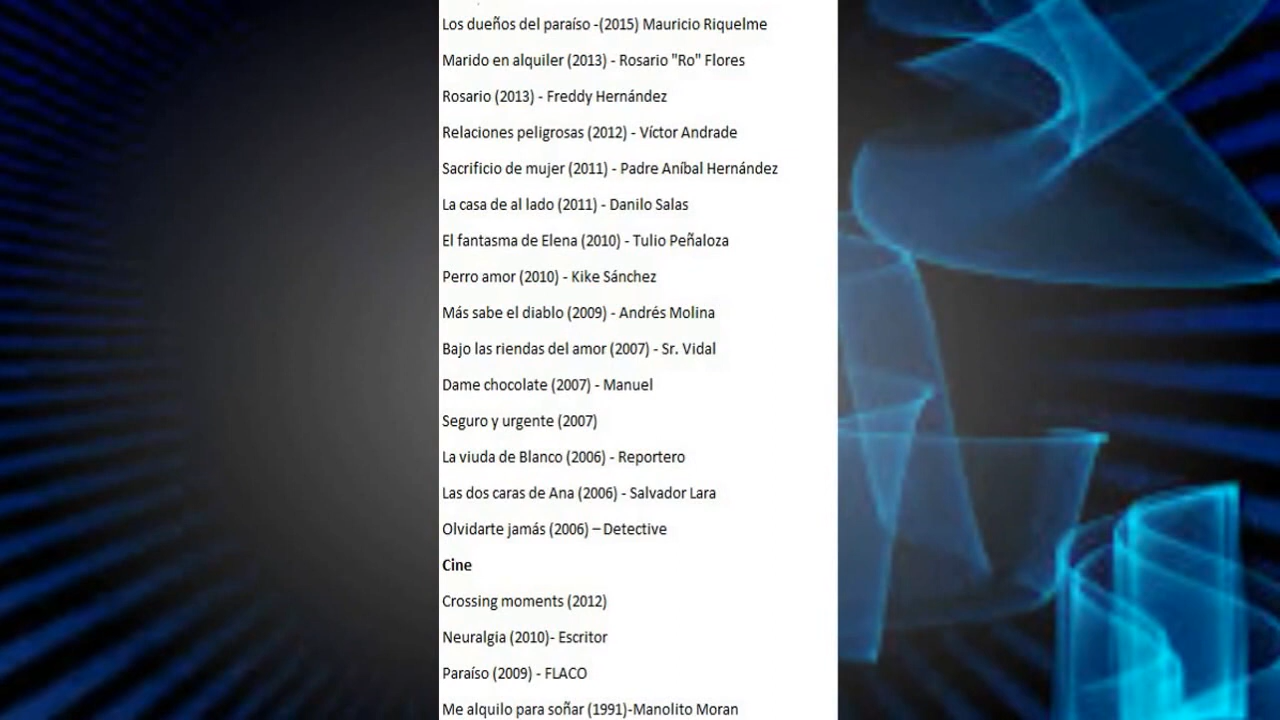 Los dueños del paraíso -(2015) Mauricio Riquelme
Marido en alquiler (2013) - Rosario "Ro" Flores
Rosario (2013) - Freddy Hernández
Relaciones peligrosas (2012) - Víctor Andrade
Sacrificio de mujer (2011) - Padre Aníbal Hernández
La casa de al lado (2011) - Danilo Salas
El fantasma de Elena (2010) - Tulio Peñaloza
Perro amor (2010) - Kike Sánchez
Más sabe el diablo (2009) - Andrés Molina
Bajo las riendas del amor (2007) - Sr. Vidal
Dame chocolate (2007) - Manuel
Seguro y urgente (2007)
La viuda de Blanco (2006) - Reportero
Las dos caras de Ana (2006) - Salvador Lara
Olvidarte jamás (2006) – Detective
Cine
Crossing moments (2012)
Neuralgia (2010)- Escritor
Paraíso (2009) - FLACO
Me alquilo para soñar (1991)-Manolito Moran